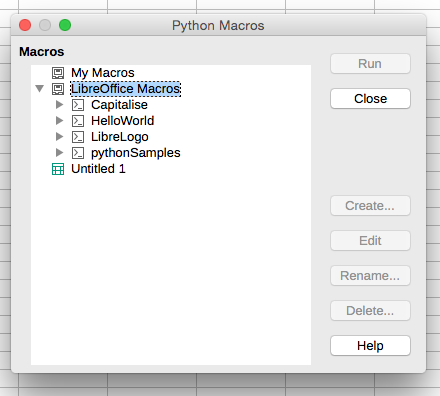 Python Macros
Macros
My Macros
LibreOffice Macros
Capitalise
HelloWorld
LibreLogo
pythonSamples
Untitled 1
Run
Close
Create...
Edit
Rename...
Delete...
Help